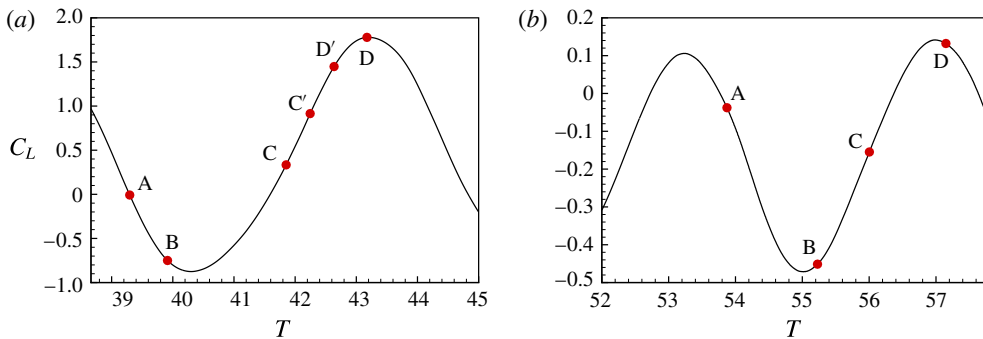 (a)
2.0
1.5
1.0
0.5
0
−0.5
−1.0
C_L
A
B
C
C′
D′
D
39 40 41 42 43 44 45
T
(b)
0.2
0.1
0
−0.1
−0.2
−0.3
−0.4
−0.5
A
B
C
D
52 53 54 55 56 57
T